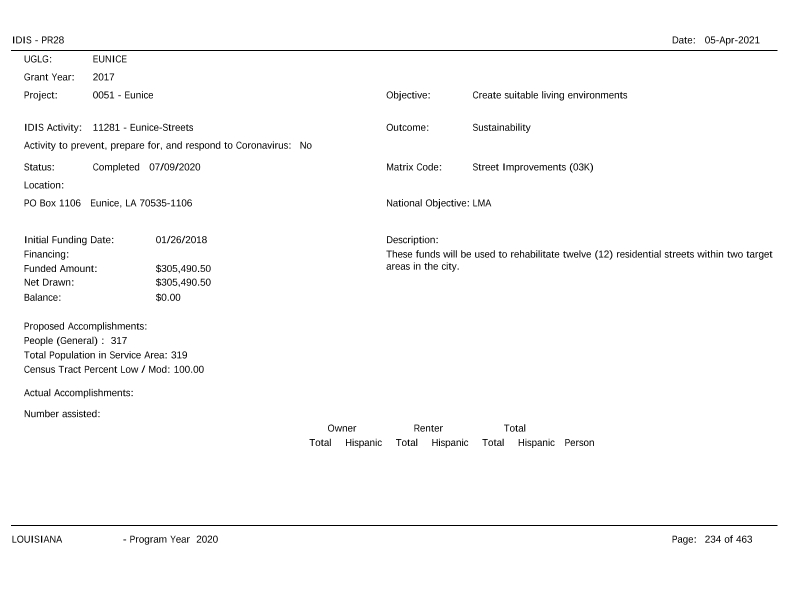 IDIS - PR28 Date: 05-Apr-2021
UGLG: EUNICE
Grant Year: 2017
Project: 0051 - Eunice Objective: Create suitable living environments
IDIS Activity: 11281 - Eunice-Streets Outcome: Sustainability
Activity to prevent, prepare for, and respond to Coronavirus: No
Status: Completed 07/09/2020 Matrix Code: Street Improvements (03K)
Location:
PO Box 1106 Eunice, LA 70535-1106 National Objective: LMA
Initial Funding Date: 01/26/2018 Description:
Financing: These funds will be used to rehabilitate twelve (12) residential streets within two target
Funded Amount: $305,490.50 areas in the city.
Net Drawn: $305,490.50
Balance: $0.00
Proposed Accomplishments:
People (General) : 317
Total Population in Service Area: 319
Census Tract Percent Low / Mod: 100.00
Actual Accomplishments:
Number assisted:
Owner Renter Total
Total Hispanic Total Hispanic Total Hispanic Person
LOUISIANA - Program Year 2020 Page: 234 of 463